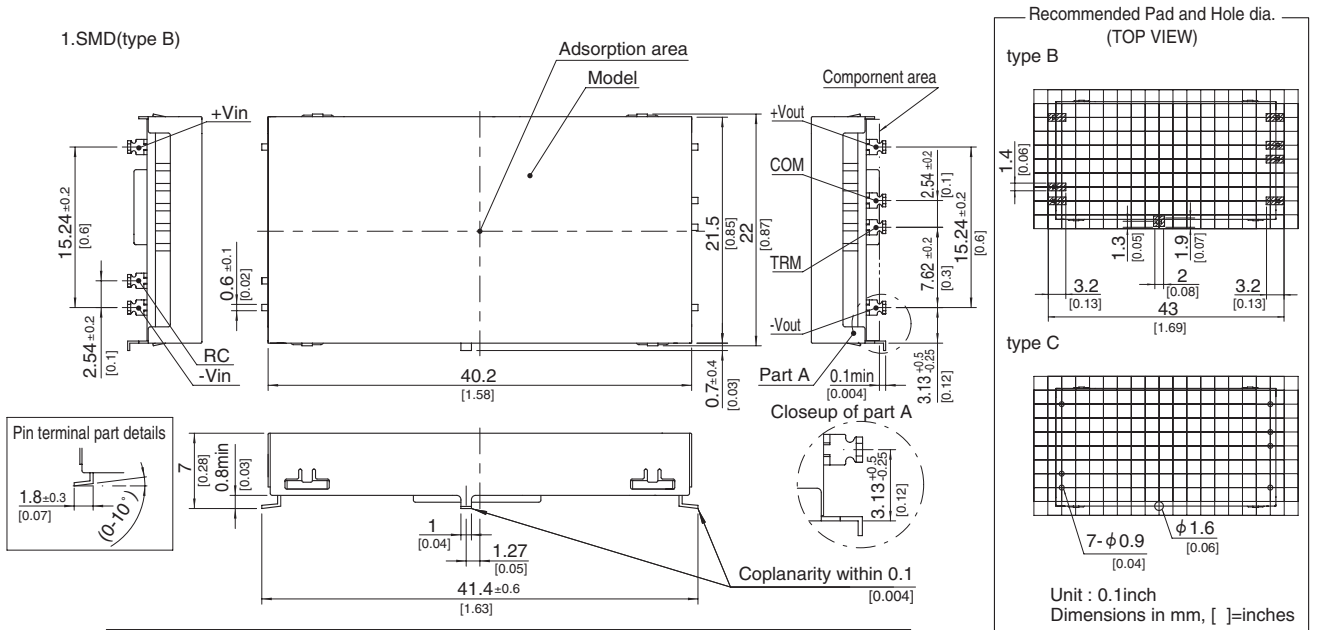 1.SMD(type B)
Adsorption area
Model
Comportnent area
+Vin
+Vout
COM
TRM
-Vout
RC
-Vin
15.24 ±0.2
[0.6]
2.54 ±0.2
[0.1]
0.6 ±0.1
[0.02]
40.2
[1.58]
21.5
[0.85]
22
[0.87]
0.7±0.4
[0.03]
2.54 ±0.2
[0.1]
7.62 ±0.2
[0.3]
15.24 ±0.2
[0.6]
3.13 +0.5 -0.25
[0.12]
Part A
0.1min
[0.004]
Closeup of part A
3.13 +0.5 -0.25
[0.12]
Pin terminal part details
1.8±0.3
[0.07]
(0-10°)
7
[0.28]
0.8min
[0.03]
1
[0.04]
1.27
[0.05]
41.4±0.6
[1.63]
Coplanarity within 0.1
[0.004]
Recommended Pad and Hole dia.
(TOP VIEW)
type B
1.4
[0.06]
1.3
[0.05]
1.9
[0.07]
2
[0.08]
3.2
[0.13]
3.2
[0.13]
43
[1.69]
type C
7-φ0.9
[0.04]
φ1.6
[0.06]
Unit : 0.1inch
Dimensions in mm, [ ]=inches